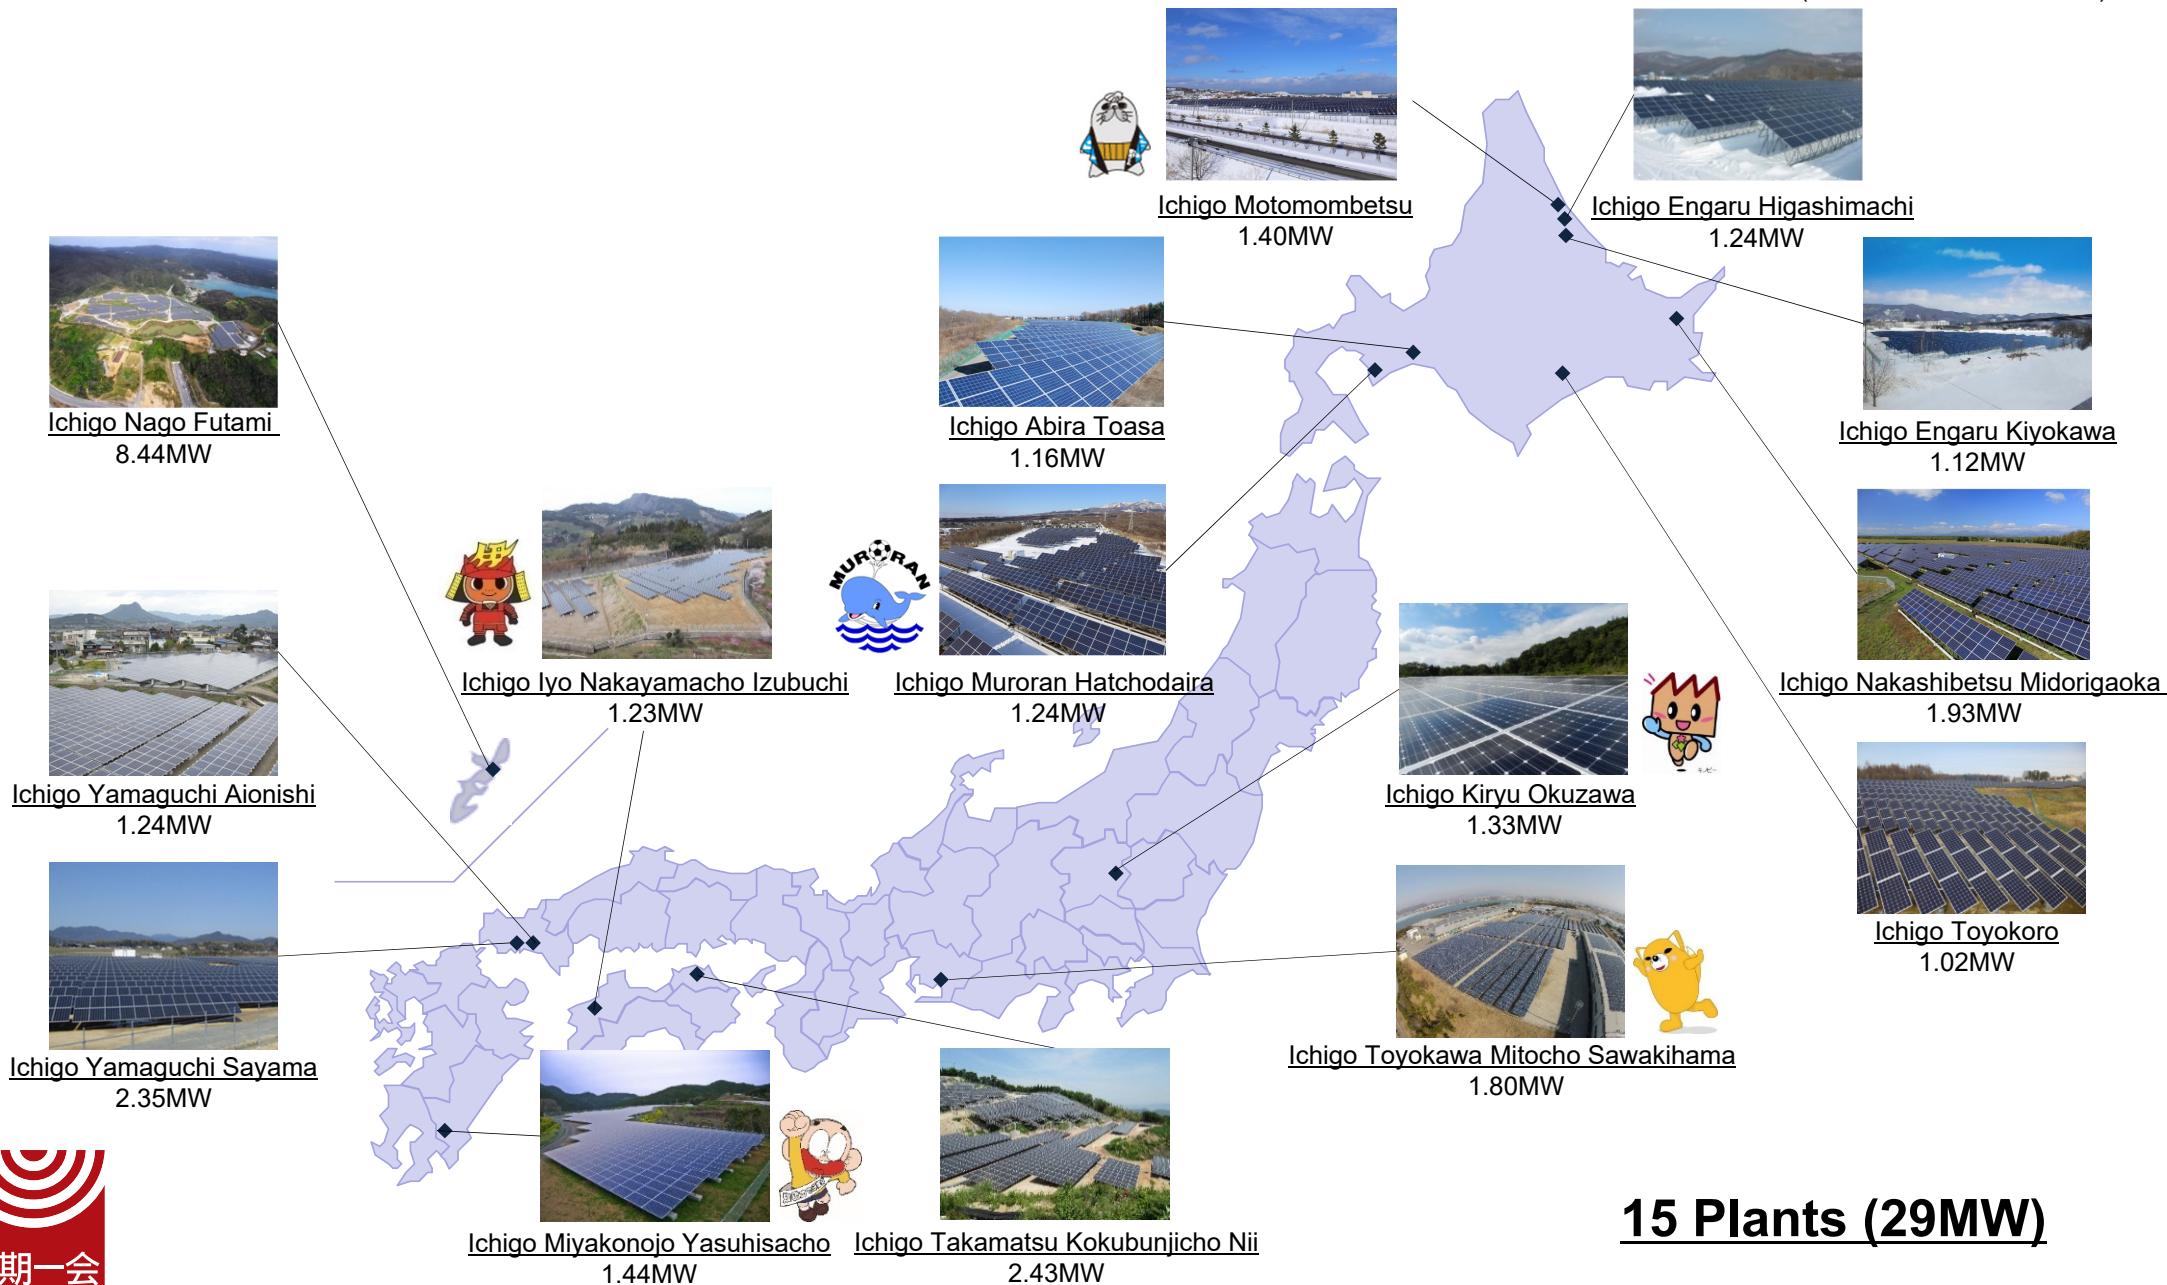 Ichigo Motomombetsu
1.40MW
Ichigo Engaru Higashimachi
1.24MW
Ichigo Nago Futami
8.44MW
Ichigo Abira Toasa
1.16MW
Ichigo Engaru Kiyokawa
1.12MW
MURORAN
Ichigo Iyo Nakayamacho Izubuchi
1.23MW
Ichigo Muroran Hatchodaira
1.24MW
Ichigo Nakashibetsu Midorigaoka
1.93MW
Ichigo Yamaguchi Aionishi
1.24MW
Ichigo Kiryu Okuzawa
1.33MW
Ichigo Toyokoro
1.02MW
Ichigo Yamaguchi Sayama
2.35MW
Ichigo Toyokawa Mitocho Sawakihama
1.80MW
Ichigo Miyakonojo Yasuhisacho
1.44MW
Ichigo Takamatsu Kokubunjicho Nii
2.43MW
15 Plants (29MW)
期一会